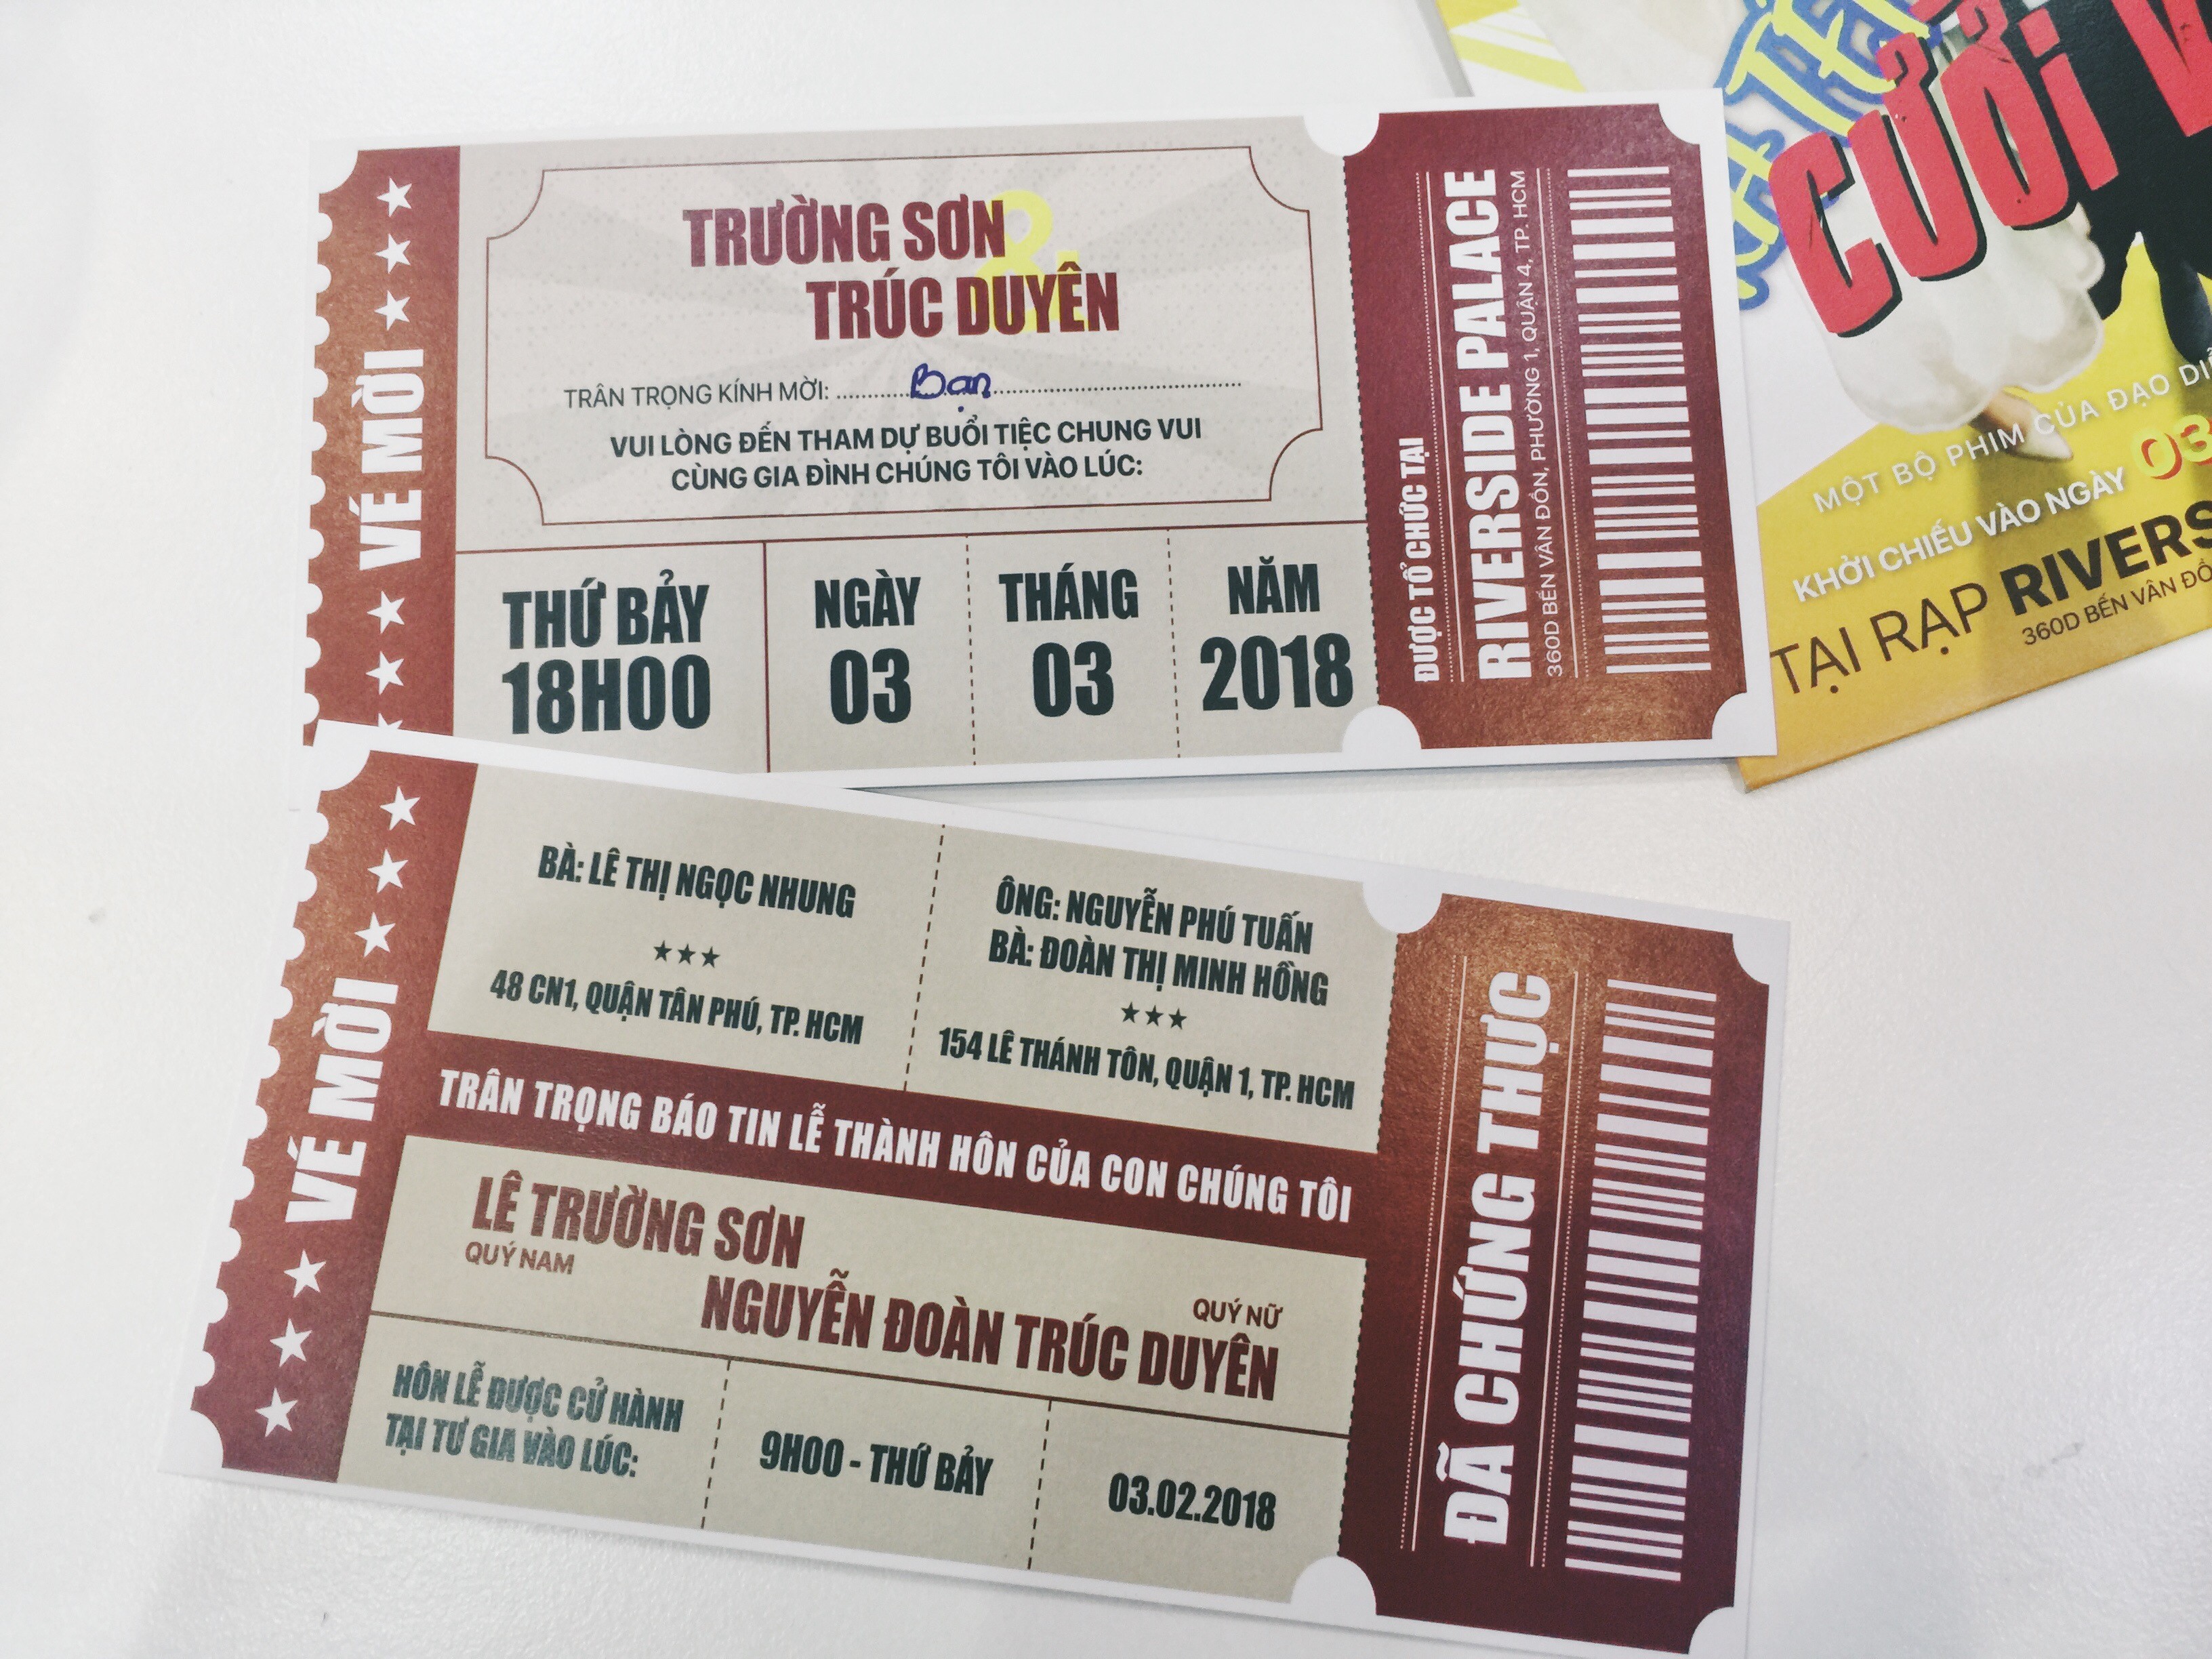 VÉ MỜI
TRƯỜNG SƠN
&
TRÚC DUYÊN
TRÂN TRỌNG KÍNH MỜI: Bạn
VUI LÒNG ĐẾN THAM DỰ BUỔI TIỆC CHUNG VUI
CÙNG GIA ĐÌNH CHÚNG TÔI VÀO LÚC:
THỨ BẢY
18H00
NGÀY
03
THÁNG
03
NĂM
2018
ĐƯỢC TỔ CHỨC TẠI
RIVERSIDE PALACE
360D BẾN VÂN ĐỒN, PHƯỜNG 1, QUẬN 4, TP. HCM
CƯỚI
MỘT BỘ PHIM CỦA ĐẠO
KHỞI CHIẾU VÀO NGÀY 03
TẠI RẠP
360D BẾN VÂN
VÉ MỜI
BÀ: LÊ THỊ NGỌC NHUNG
48 CN1, QUẬN TÂN PHÚ, TP. HCM
ÔNG: NGUYỄN PHÚ TUẤN
BÀ: ĐOÀN THỊ MINH HỒNG
154 LÊ THÁNH TÔN, QUẬN 1, TP. HCM
TRÂN TRỌNG BÁO TIN LỄ THÀNH HÔN CỦA CON CHÚNG TÔI
LÊ TRƯỜNG SƠN
QUÝ NAM
QUÝ NỮ
NGUYỄN ĐOÀN TRÚC DUYÊN
HÔN LỄ ĐƯỢC CỬ HÀNH
TẠI TƯ GIA VÀO LÚC:
9H00 - THỨ BẢY
03.02.2018
ĐÃ CHỨNG THỰC